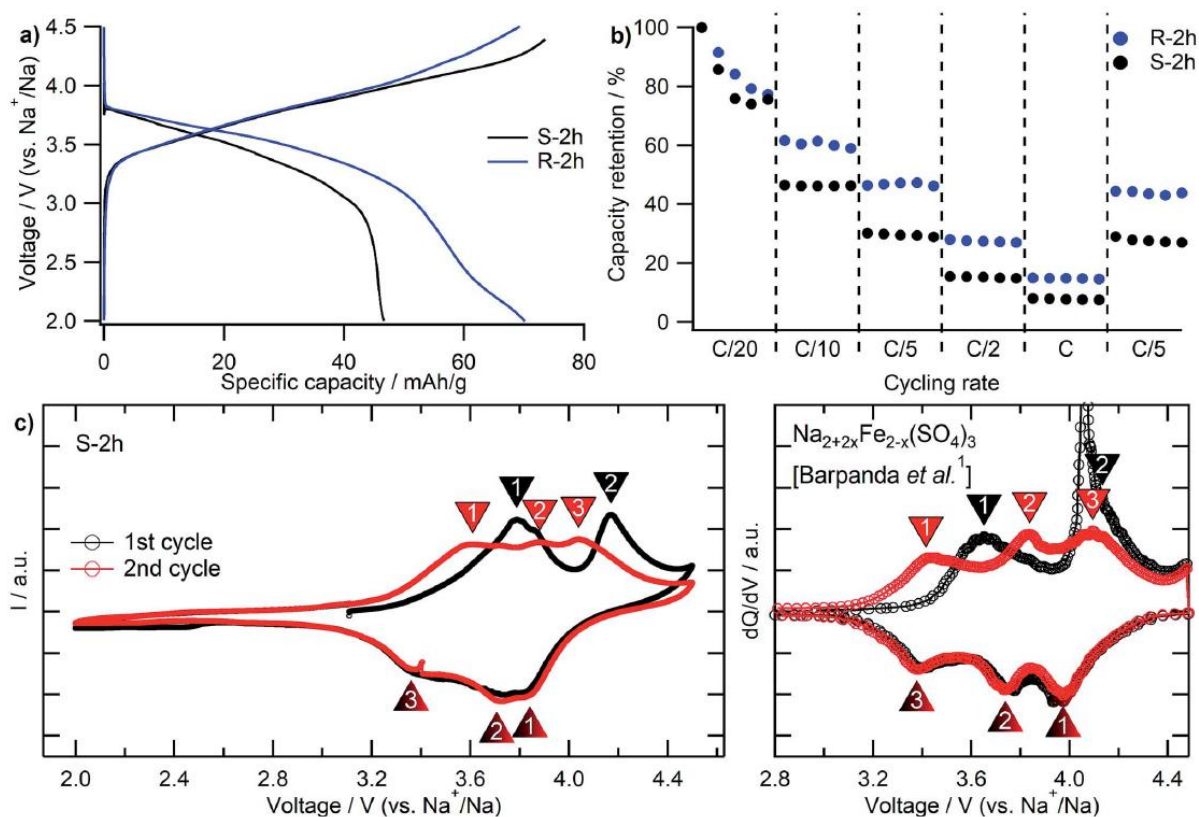 a)
4.5
4.0
3.5
3.0
2.5
2.0
Voltage / V (vs. Na⁺/Na)
S-2h
R-2h
0 20 40 60 80
Specific capacity / mAh/g
b)
100
80
60
40
20
0
Capacity retention / %
R-2h
S-2h
C/20 C/10 C/5 C/2 C C/5
Cycling rate
c)
S-2h
1st cycle
2nd cycle
I / a.u.
1 2
1 2 3
3 2 1
2.0 2.4 2.8 3.2 3.6 4.0 4.4
Voltage / V (vs. Na⁺/Na)
Na₂₊₂ₓFe₂₋ₓ(SO₄)₃
[Barpanda et al.¹]
dQ/dV / a.u.
2
1
1 2 3
3 2 1
2.8 3.2 3.6 4.0 4.4
Voltage / V (vs. Na⁺/Na)